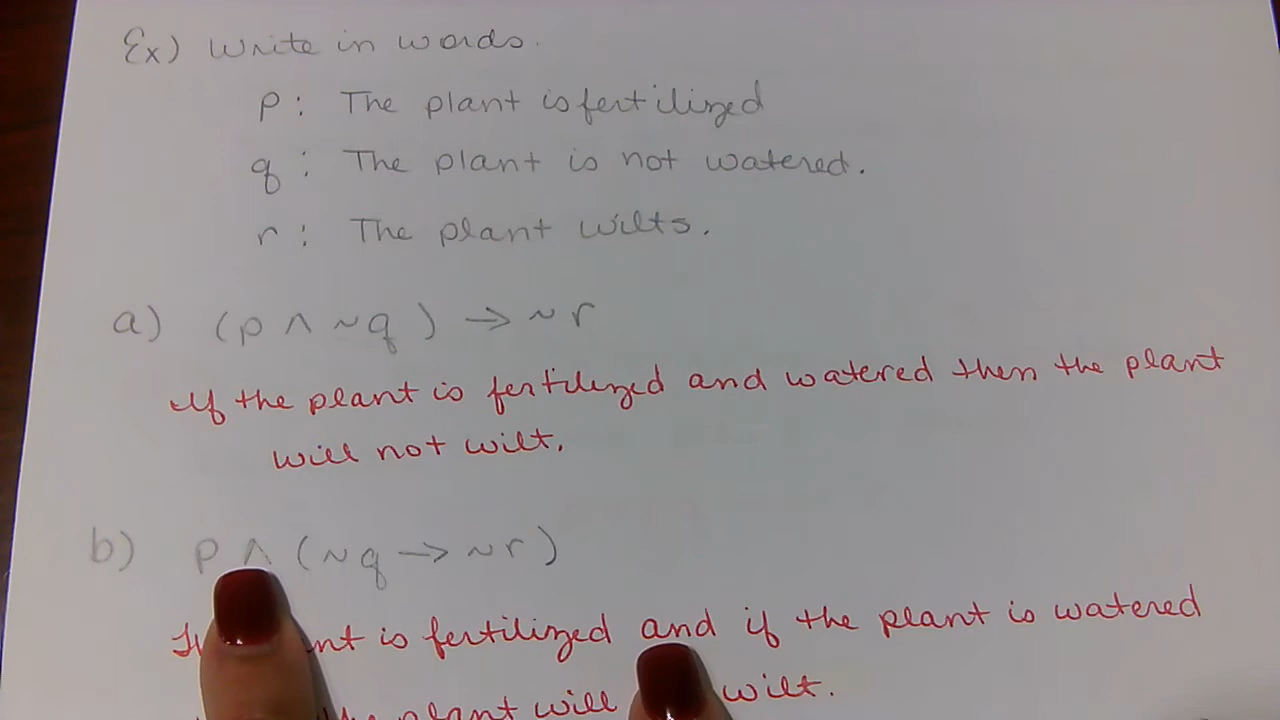 Ex) Write in words.
p: The plant is fertilized
q: The plant is not watered.
r: The plant wilts.
a) (p ∧ ~q) → ~r
If the plant is fertilized and watered then the plant
will not wilt.
b) p ∧ (~q → ~r)
is fertilized and if the plant is watered
plant will wilt.